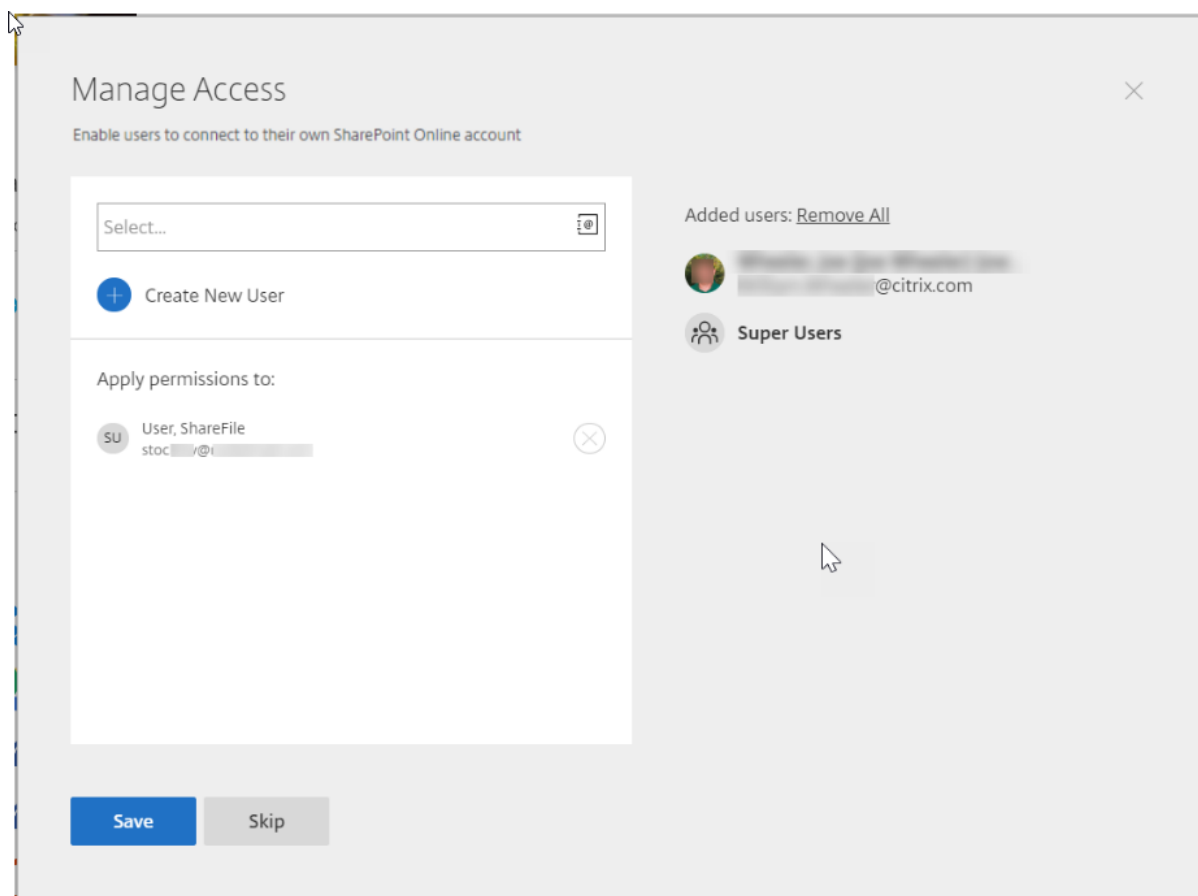 Manage Access
Enable users to connect to their own SharePoint Online account
Select...
Create New User
Apply permissions to:
SU
User, ShareFile
stoc
@
Added users: Remove All
@citrix.com
Super Users
Save
Skip